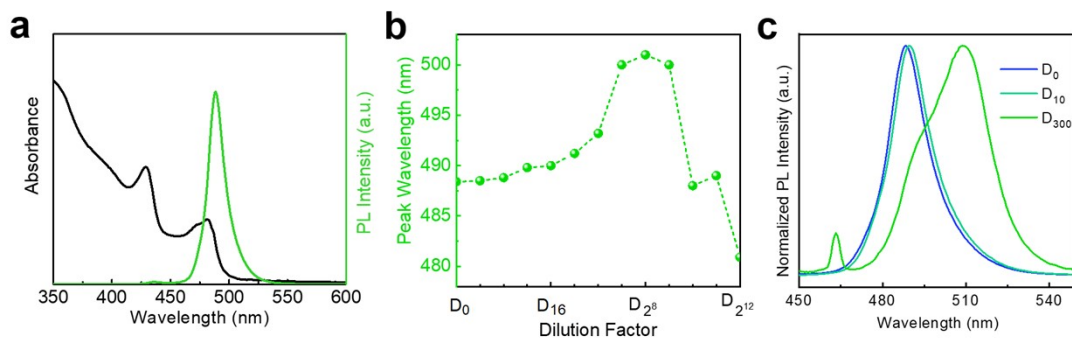 a
Absorbance
PL Intensity (a.u.)
350 400 450 500 550 600
Wavelength (nm)
b
Peak Wavelength (nm)
500
495
490
485
480
D₀ D₁₆ D₂⁸ D₂¹²
Dilution Factor
c
Normalized PL Intensity (a.u.)
D₀
D₁₀
D₃₀₀
450 480 510 540
Wavelength (nm)